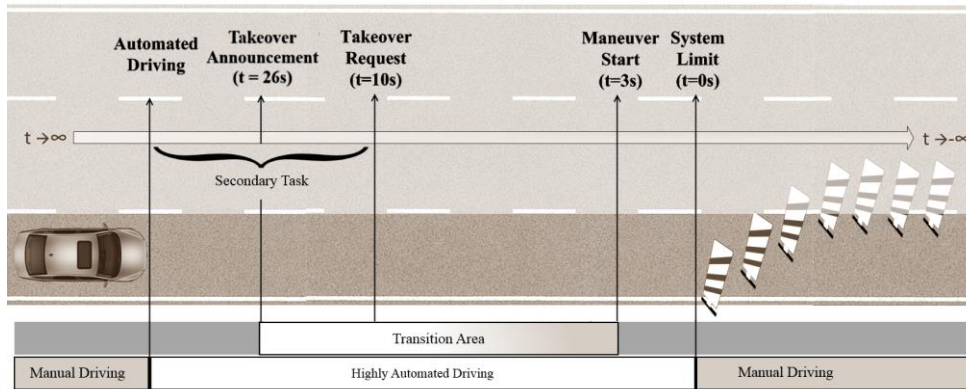 Automated
Driving
Takeover
Announcement
(t = 26s)
Takeover
Request
(t=10s)
Maneuver
Start
(t=3s)
System
Limit
(t=0s)
t →∞
t →-∞
Secondary Task
Transition Area
Manual Driving
Highly Automated Driving
Manual Driving